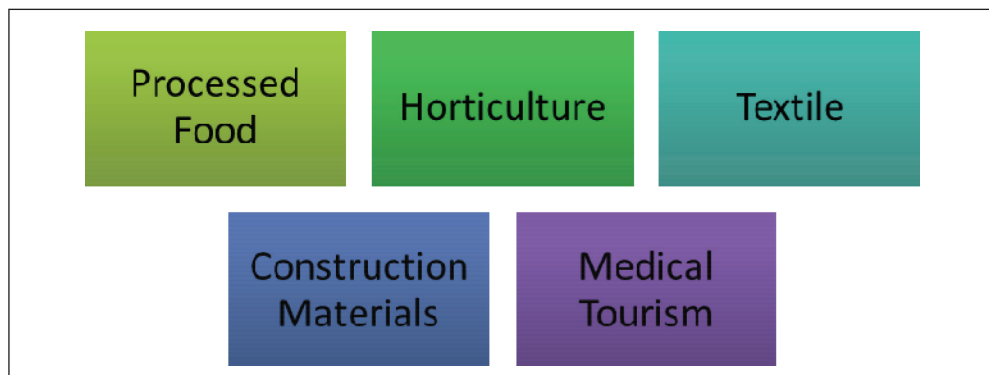 Processed
Food
Horticulture
Textile
Construction
Materials
Medical
Tourism